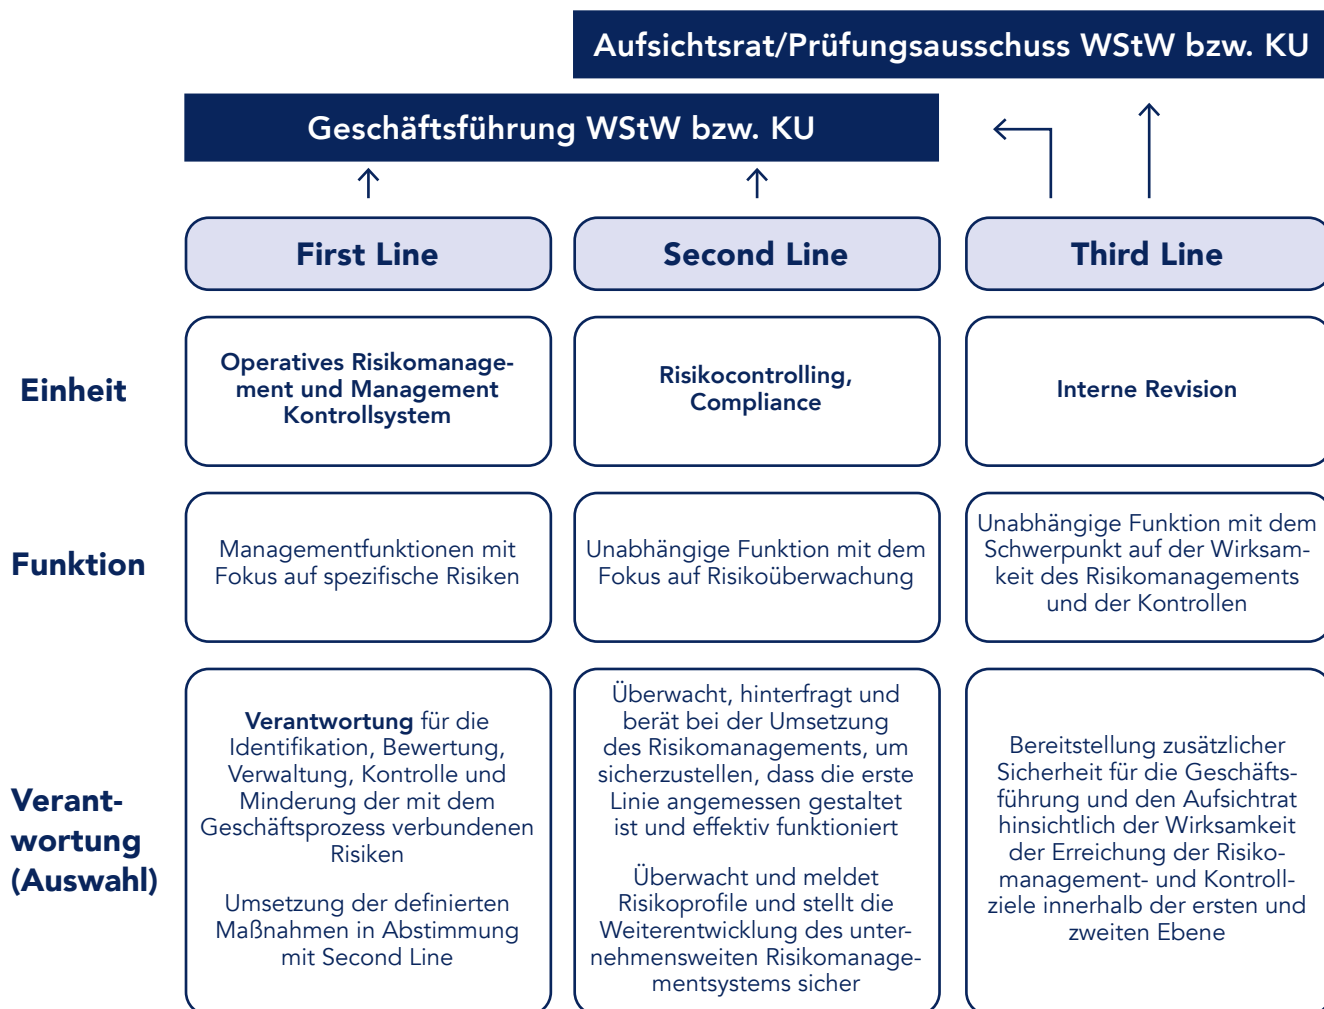 Aufsichtsrat/Prüfungsausschuss WStW bzw. KU
Geschäftsführung WStW bzw. KU
First Line
Second Line
Third Line
Einheit
Operatives Risikomanage-
ment und Management
Kontrollsystem
Risikocontrolling,
Compliance
Interne Revision
Funktion
Managementfunktionen mit
Fokus auf spezifische Risiken
Unabhängige Funktion mit dem
Fokus auf Risikoüberwachung
Unabhängige Funktion mit dem
Schwerpunkt auf der Wirksam-
keit des Risikomanagements
und der Kontrollen
Verant-
wortung
(Auswahl)
Verantwortung für die
Identifikation, Bewertung,
Verwaltung, Kontrolle und
Minderung der mit dem
Geschäftsprozess verbundenen
Risiken
Umsetzung der definierten
Maßnahmen in Abstimmung
mit Second Line
Überwacht, hinterfragt und
berät bei der Umsetzung
des Risikomanagements, um
sicherzustellen, dass die erste
Linie angemessen gestaltet
ist und effektiv funktioniert
Überwacht und meldet
Risikoprofile und stellt die
Weiterentwicklung des unter-
nehmensweiten Risikomanage-
mentsystems sicher
Bereitstellung zusätzlicher
Sicherheit für die Geschäfts-
führung und den Aufsichtrat
hinsichtlich der Wirksamkeit
der Erreichung der Risiko-
management- und Kontroll-
ziele innerhalb der ersten und
zweiten Ebene